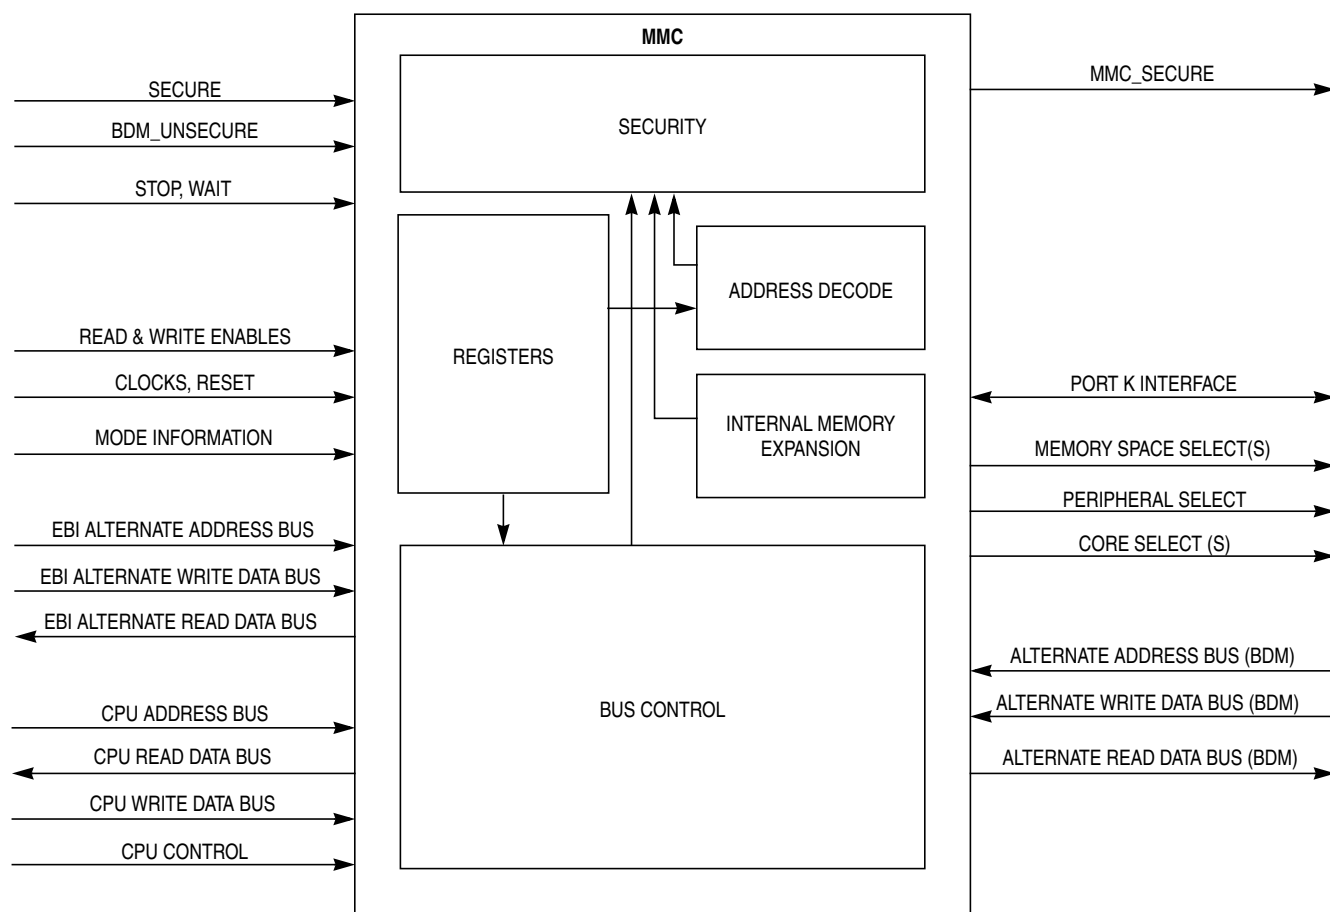 MMC
SECURE
BDM_UNSECURE
STOP, WAIT
READ & WRITE ENABLES
CLOCKS, RESET
MODE INFORMATION
EBI ALTERNATE ADDRESS BUS
EBI ALTERNATE WRITE DATA BUS
EBI ALTERNATE READ DATA BUS
CPU ADDRESS BUS
CPU READ DATA BUS
CPU WRITE DATA BUS
CPU CONTROL
SECURITY
REGISTERS
ADDRESS DECODE
INTERNAL MEMORY
EXPANSION
BUS CONTROL
MMC_SECURE
PORT K INTERFACE
MEMORY SPACE SELECT(S)
PERIPHERAL SELECT
CORE SELECT (S)
ALTERNATE ADDRESS BUS (BDM)
ALTERNATE WRITE DATA BUS (BDM)
ALTERNATE READ DATA BUS (BDM)